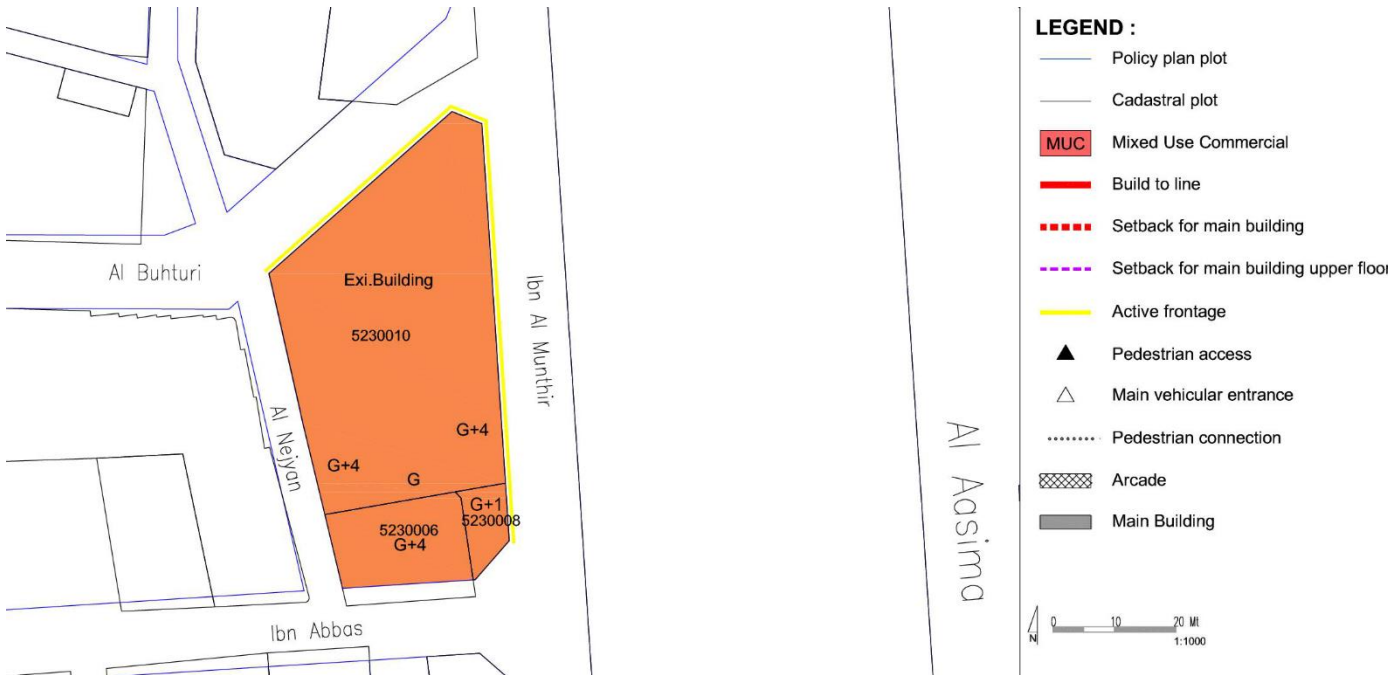 Al Buhturi
Exi.Building
5230010
Ibn Al Munthir
Al Nejyan
G+4
G+4
G
G+1
5230008
5230006
G+4
Ibn Abbas
Al Aasima
LEGEND :
Policy plan plot
Cadastral plot
MUC Mixed Use Commercial
Build to line
Setback for main building
Setback for main building upper floor
Active frontage
Pedestrian access
Main vehicular entrance
Pedestrian connection
Arcade
Main Building
N
0 10 20 Mt
1:1000